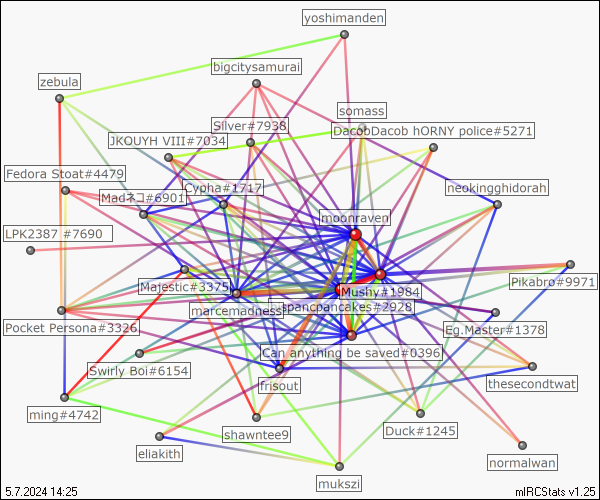 yoshimanden
bigcitysamurai
zebula
somass
Silver#7938
DacobDacob hORNY police#5271
JKOUYH VIII#7034
Fedora Stoat#4479
Cypha#1717
neokingghidorah
Madネコ#6901
moonraven
LPK2387 #7690
Majestic#3375
Mushy#1984
Pikabro#9971
marcemadness
spancpancakes#2928
Pocket Persona#3326
Eg.Master#1378
Can anything be saved#0396
Swirly Boi#6154
frisout
thesecondtwat
ming#4742
shawntee9
Duck#1245
eliakith
normalwan
mukszi
5.7.2024 14:25
mIRCStats v1.25